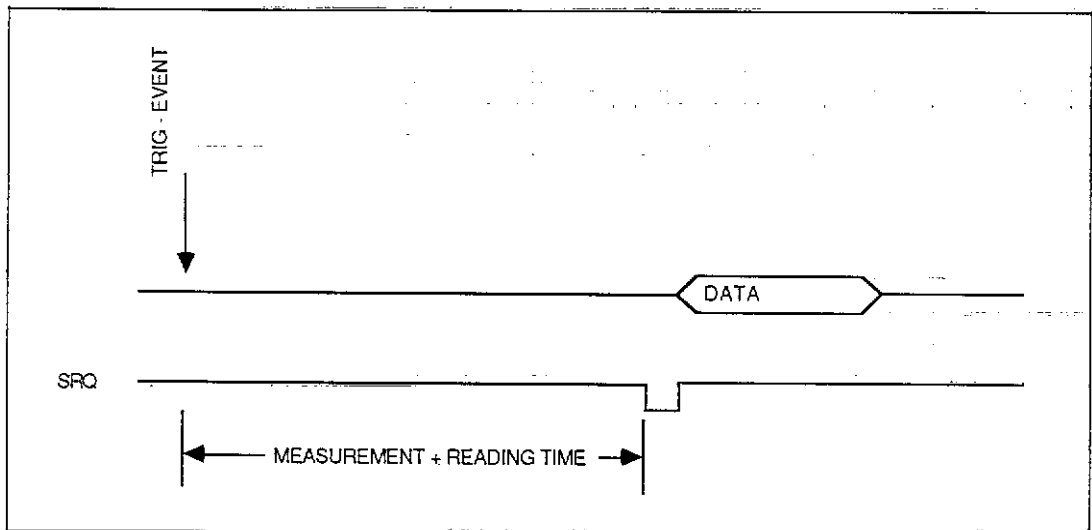 TRIG - EVENT
DATA
SRQ
MEASUREMENT + READING TIME